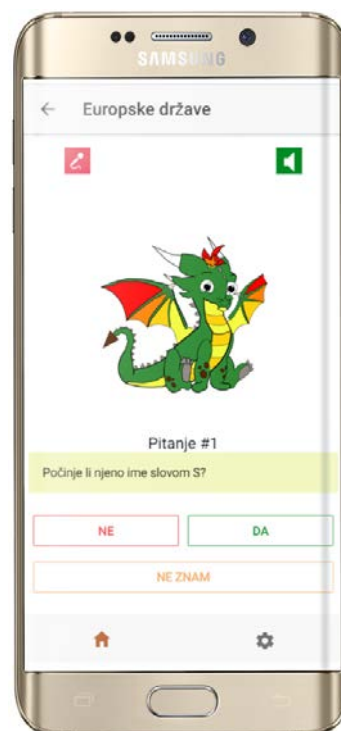 SAMSUNG
Europske države
Pitanje #1
Počinje li njeno ime slovom S?
NE
DA
NE ZNAM